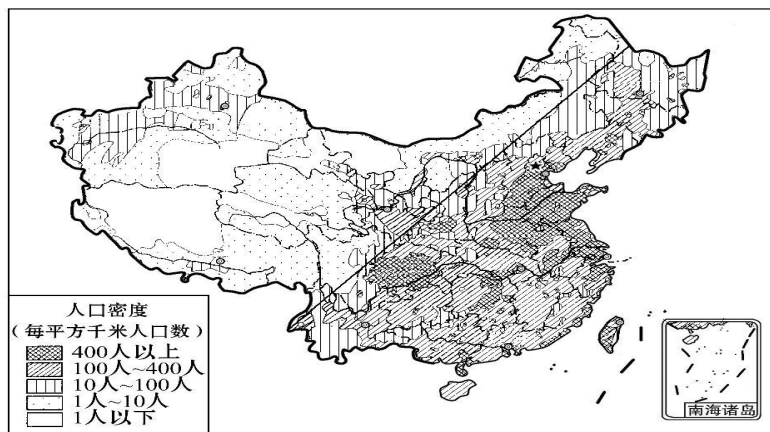 人口密度
(每平方千米人口数)
400人以上
100人~400人
10人~100人
1人~10人
1人以下
南海诸岛